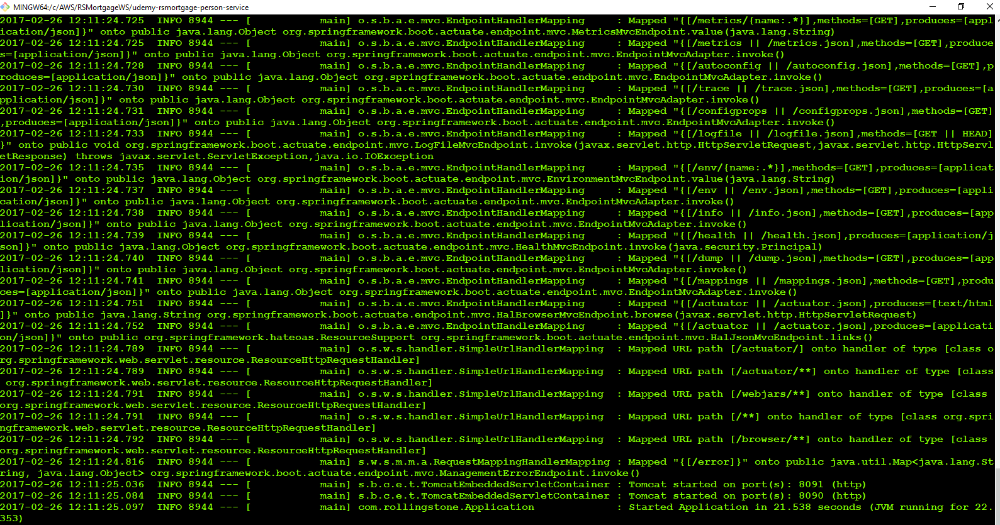 MINGW64:/c/AWS/RSMortgageWS/udemy-rsmortgage-person-service
2017-02-26 12:11:24.725  INFO 8944 --- [           main] o.s.b.a.e.mvc.EndpointHandlerMapping     : Mapped "{[/metrics/{name:.*}],methods=[GET],produces=[appl
ication/json]}" onto public java.lang.Object org.springframework.boot.actuate.endpoint.mvc.MetricsMvcEndpoint.value(java.lang.String)
2017-02-26 12:11:24.725  INFO 8944 --- [           main] o.s.b.a.e.mvc.EndpointHandlerMapping     : Mapped "{[/metrics || /metrics.json],methods=[GET],produce
s=[application/json]}" onto public java.lang.Object org.springframework.boot.actuate.endpoint.mvc.EndpointMvcAdapter.invoke()
2017-02-26 12:11:24.728  INFO 8944 --- [           main] o.s.b.a.e.mvc.EndpointHandlerMapping     : Mapped "{[/autoconfig || /autoconfig.json],methods=[GET],p
roduces=[application/json]}" onto public java.lang.Object org.springframework.boot.actuate.endpoint.mvc.EndpointMvcAdapter.invoke()
2017-02-26 12:11:24.730  INFO 8944 --- [           main] o.s.b.a.e.mvc.EndpointHandlerMapping     : Mapped "{[/trace || /trace.json],methods=[GET],produces=[a
pplication/json]}" onto public java.lang.Object org.springframework.boot.actuate.endpoint.mvc.EndpointMvcAdapter.invoke()
2017-02-26 12:11:24.731  INFO 8944 --- [           main] o.s.b.a.e.mvc.EndpointHandlerMapping     : Mapped "{[/configprops || /configprops.json],methods=[GET]
,produces=[application/json]}" onto public java.lang.Object org.springframework.boot.actuate.endpoint.mvc.EndpointMvcAdapter.invoke()
2017-02-26 12:11:24.733  INFO 8944 --- [           main] o.s.b.a.e.mvc.EndpointHandlerMapping     : Mapped "{[/logfile || /logfile.json],methods=[GET || HEAD]
}" onto public void org.springframework.boot.actuate.endpoint.mvc.LogFileMvcEndpoint.invoke(javax.servlet.http.HttpServletRequest,javax.servlet.http.HttpServl
etResponse) throws javax.servlet.ServletException,java.io.IOException
2017-02-26 12:11:24.735  INFO 8944 --- [           main] o.s.b.a.e.mvc.EndpointHandlerMapping     : Mapped "{[/env/{name:.*}],methods=[GET],produces=[applicat
ion/json]}" onto public java.lang.Object org.springframework.boot.actuate.endpoint.mvc.EnvironmentMvcEndpoint.value(java.lang.String)
2017-02-26 12:11:24.737  INFO 8944 --- [           main] o.s.b.a.e.mvc.EndpointHandlerMapping     : Mapped "{[/env || /env.json],methods=[GET],produces=[appli
cation/json]}" onto public java.lang.Object org.springframework.boot.actuate.endpoint.mvc.EndpointMvcAdapter.invoke()
2017-02-26 12:11:24.738  INFO 8944 --- [           main] o.s.b.a.e.mvc.EndpointHandlerMapping     : Mapped "{[/info || /info.json],methods=[GET],produces=[app
lication/json]}" onto public java.lang.Object org.springframework.boot.actuate.endpoint.mvc.EndpointMvcAdapter.invoke()
2017-02-26 12:11:24.739  INFO 8944 --- [           main] o.s.b.a.e.mvc.EndpointHandlerMapping     : Mapped "{[/health || /health.json],produces=[application/j
son]}" onto public java.lang.Object org.springframework.boot.actuate.endpoint.mvc.HealthMvcEndpoint.invoke(java.security.Principal)
2017-02-26 12:11:24.740  INFO 8944 --- [           main] o.s.b.a.e.mvc.EndpointHandlerMapping     : Mapped "{[/dump || /dump.json],methods=[GET],produces=[app
lication/json]}" onto public java.lang.Object org.springframework.boot.actuate.endpoint.mvc.EndpointMvcAdapter.invoke()
2017-02-26 12:11:24.741  INFO 8944 --- [           main] o.s.b.a.e.mvc.EndpointHandlerMapping     : Mapped "{[/mappings || /mappings.json],methods=[GET],produ
ces=[application/json]}" onto public java.lang.Object org.springframework.boot.actuate.endpoint.mvc.EndpointMvcAdapter.invoke()
2017-02-26 12:11:24.751  INFO 8944 --- [           main] o.s.b.a.e.mvc.EndpointHandlerMapping     : Mapped "{[/actuator || /actuator.json],produces=[text/html
]}" onto public java.lang.String org.springframework.boot.actuate.endpoint.mvc.HalBrowserMvcEndpoint.browse(javax.servlet.http.HttpServletRequest)
2017-02-26 12:11:24.752  INFO 8944 --- [           main] o.s.b.a.e.mvc.EndpointHandlerMapping     : Mapped "{[/actuator || /actuator.json],produces=[applicati
on/json]}" onto public org.springframework.hateoas.ResourceSupport org.springframework.boot.actuate.endpoint.mvc.HalJsonMvcEndpoint.links()
2017-02-26 12:11:24.789  INFO 8944 --- [           main] o.s.w.s.handler.SimpleUrlHandlerMapping  : Mapped URL path [/actuator/] onto handler of type [class o
rg.springframework.web.servlet.resource.ResourceHttpRequestHandler]
2017-02-26 12:11:24.789  INFO 8944 --- [           main] o.s.w.s.handler.SimpleUrlHandlerMapping  : Mapped URL path [/actuator/**] onto handler of type [class
 org.springframework.web.servlet.resource.ResourceHttpRequestHandler]
2017-02-26 12:11:24.791  INFO 8944 --- [           main] o.s.w.s.handler.SimpleUrlHandlerMapping  : Mapped URL path [/webjars/**] onto handler of type [class
org.springframework.web.servlet.resource.ResourceHttpRequestHandler]
2017-02-26 12:11:24.791  INFO 8944 --- [           main] o.s.w.s.handler.SimpleUrlHandlerMapping  : Mapped URL path [/**] onto handler of type [class org.spri
ngframework.web.servlet.resource.ResourceHttpRequestHandler]
2017-02-26 12:11:24.792  INFO 8944 --- [           main] o.s.w.s.handler.SimpleUrlHandlerMapping  : Mapped URL path [/browser/**] onto handler of type [class
org.springframework.web.servlet.resource.ResourceHttpRequestHandler]
2017-02-26 12:11:24.816  INFO 8944 --- [           main] s.w.s.m.m.a.RequestMappingHandlerMapping : Mapped "{[/error]}" onto public java.util.Map<java.lang.St
ring, java.lang.Object> org.springframework.boot.actuate.endpoint.mvc.ManagementErrorEndpoint.invoke()
2017-02-26 12:11:25.036  INFO 8944 --- [           main] s.b.c.e.t.TomcatEmbeddedServletContainer : Tomcat started on port(s): 8091 (http)
2017-02-26 12:11:25.084  INFO 8944 --- [           main] s.b.c.e.t.TomcatEmbeddedServletContainer : Tomcat started on port(s): 8090 (http)
2017-02-26 12:11:25.097  INFO 8944 --- [           main] com.rollingstone.Application             : Started Application in 21.538 seconds (JVM running for 22.
353)